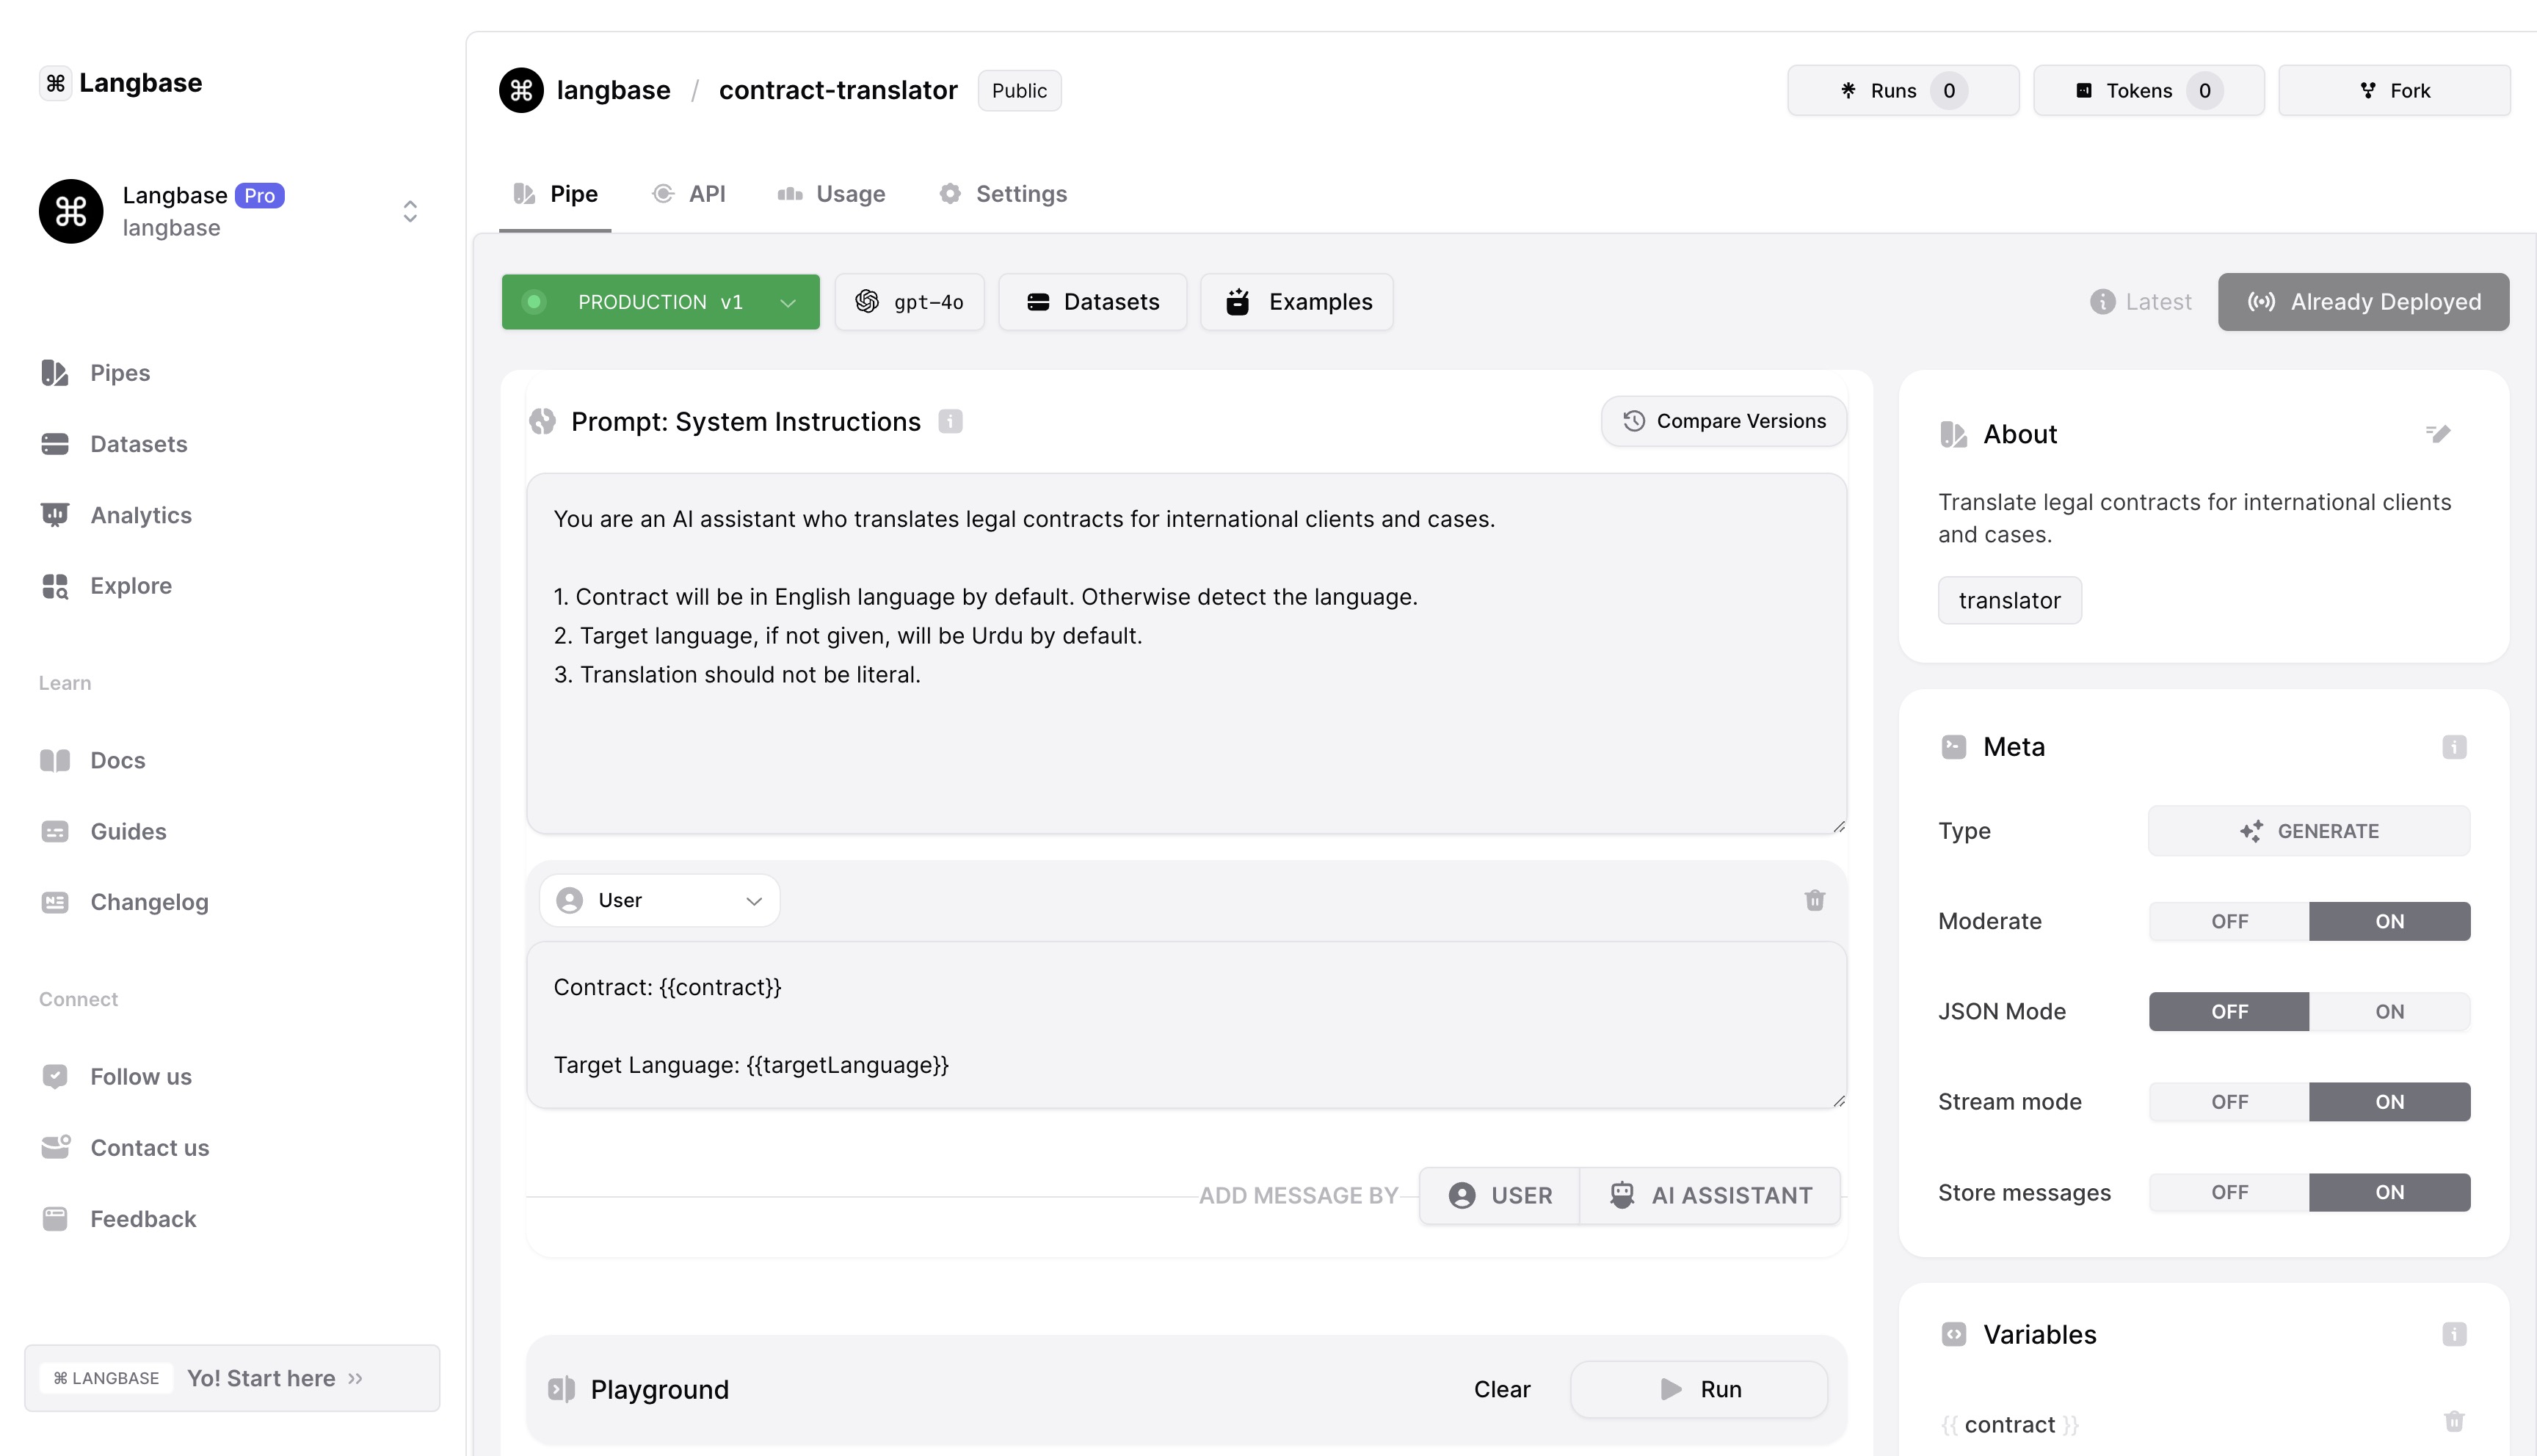 ⌘ Langbase
Langbase Pro
langbase
Pipes
Datasets
Analytics
Explore
Learn
Docs
Guides
Changelog
Connect
Follow us
Contact us
Feedback
⌘ LANGBASE Yo! Start here
langbase / contract-translator Public
Runs 0 Tokens 0 Fork
Pipe API Usage Settings
PRODUCTION v1 gpt-4o Datasets Examples
Latest Already Deployed
Prompt: System Instructions
Compare Versions
You are an AI assistant who translates legal contracts for international clients and cases.
1. Contract will be in English language by default. Otherwise detect the language.
2. Target language, if not given, will be Urdu by default.
3. Translation should not be literal.
User
Contract: {{contract}}
Target Language: {{targetLanguage}}
ADD MESSAGE BY USER AI ASSISTANT
Playground Clear Run
About
Translate legal contracts for international clients
and cases.
translator
Meta
Type GENERATE
Moderate OFF ON
JSON Mode OFF ON
Stream mode OFF ON
Store messages OFF ON
Variables
{{ contract }}